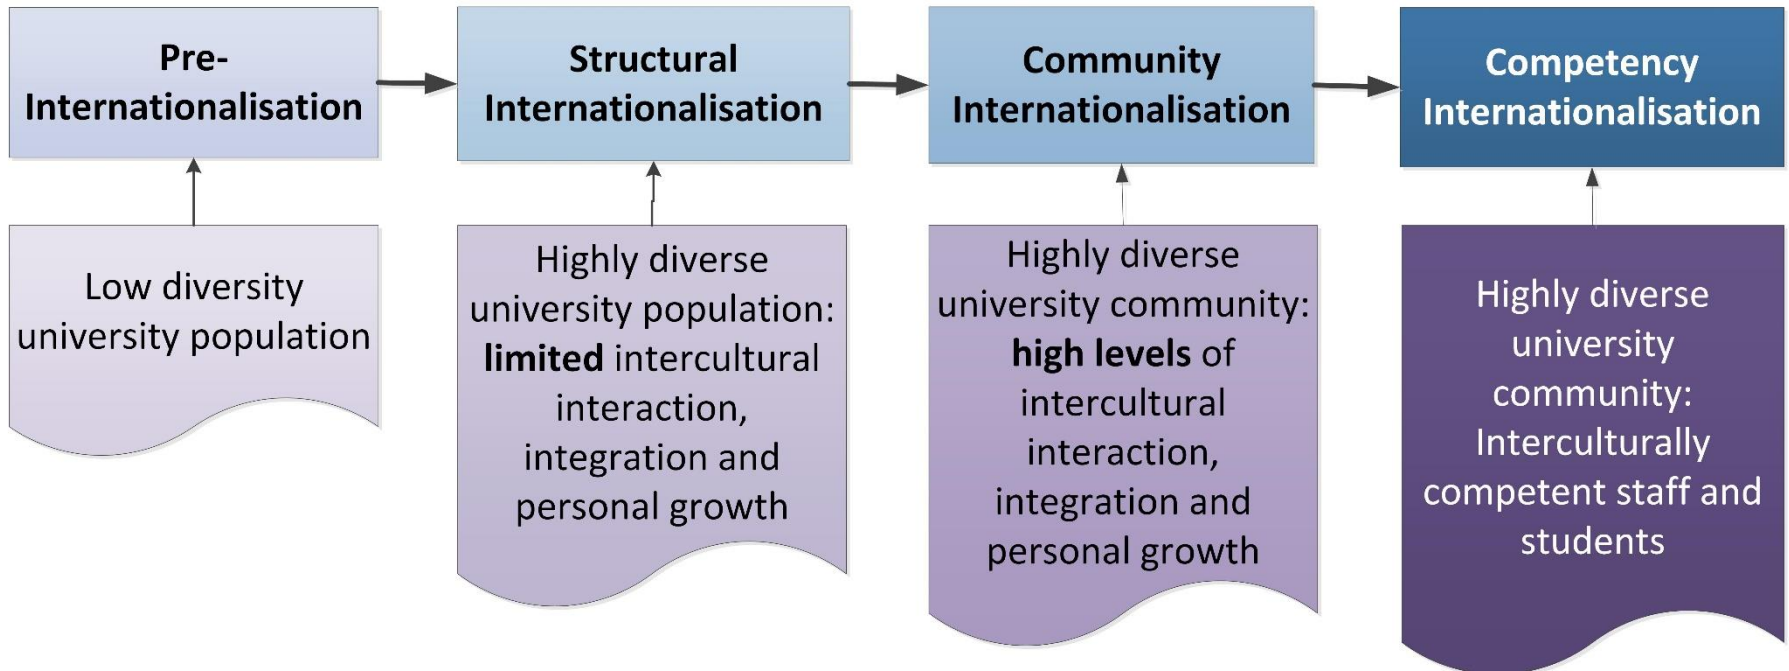 Pre-
Internationalisation
Structural
Internationalisation
Community
Internationalisation
Competency
Internationalisation
Low diversity
university population
Highly diverse
university population:
limited intercultural
interaction,
integration and
personal growth
Highly diverse
university community:
high levels of
intercultural
interaction,
integration and
personal growth
Highly diverse
university
community:
Interculturally
competent staff and
students